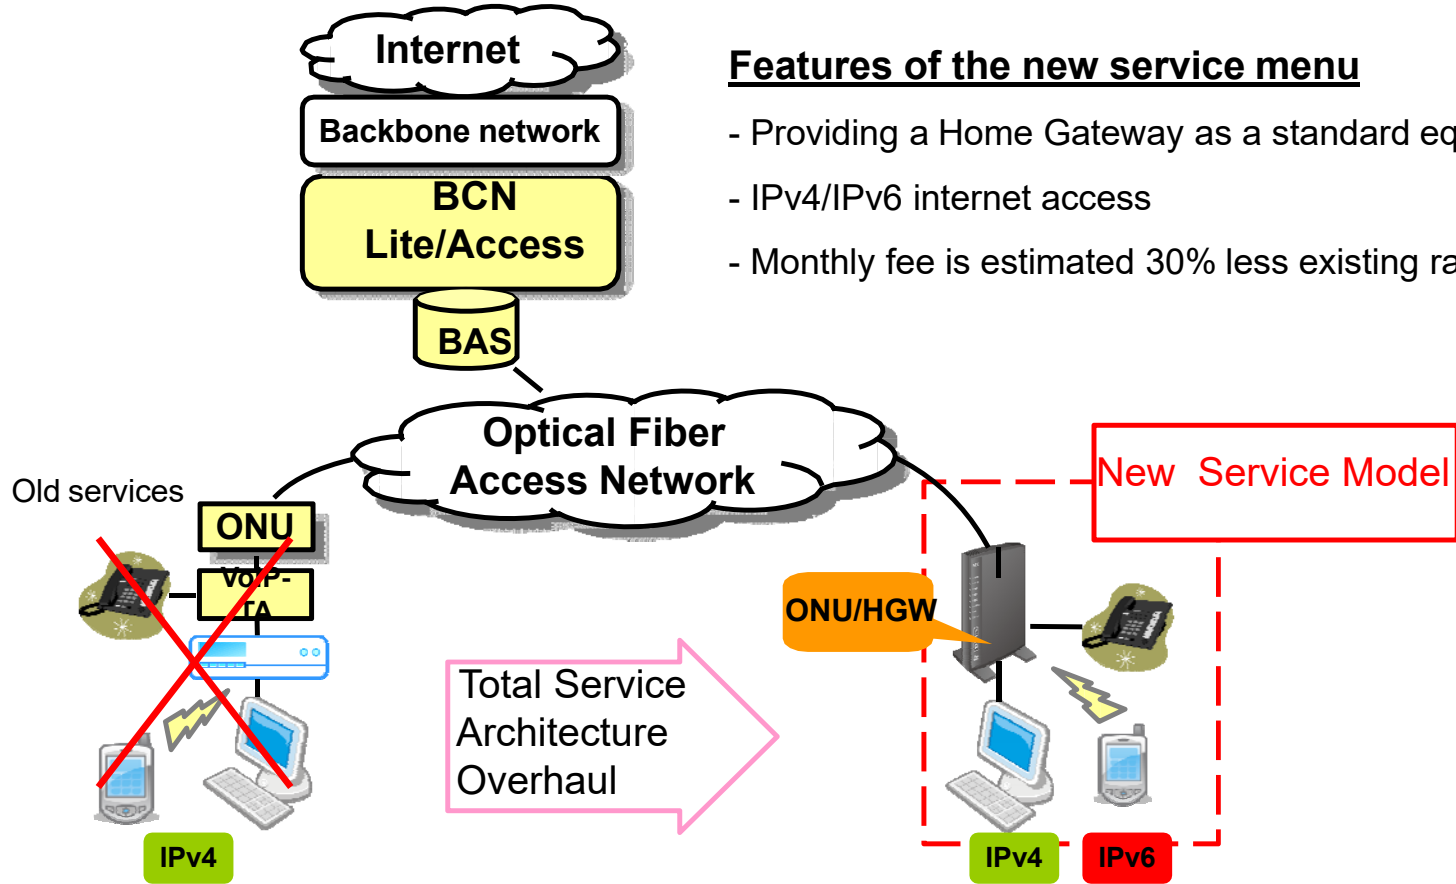 Internet
Backbone network
BCN
Lite/Access
BAS
Features of the new service menu
- Providing a Home Gateway as a standard eq
- IPv4/IPv6 internet access
- Monthly fee is estimated 30% less existing ra
Optical Fiber
Access Network
Old services
ONU
VoIP-
TA
IPv4
Total Service
Architecture
Overhaul
New Service Model
ONU/HGW
IPv4
IPv6